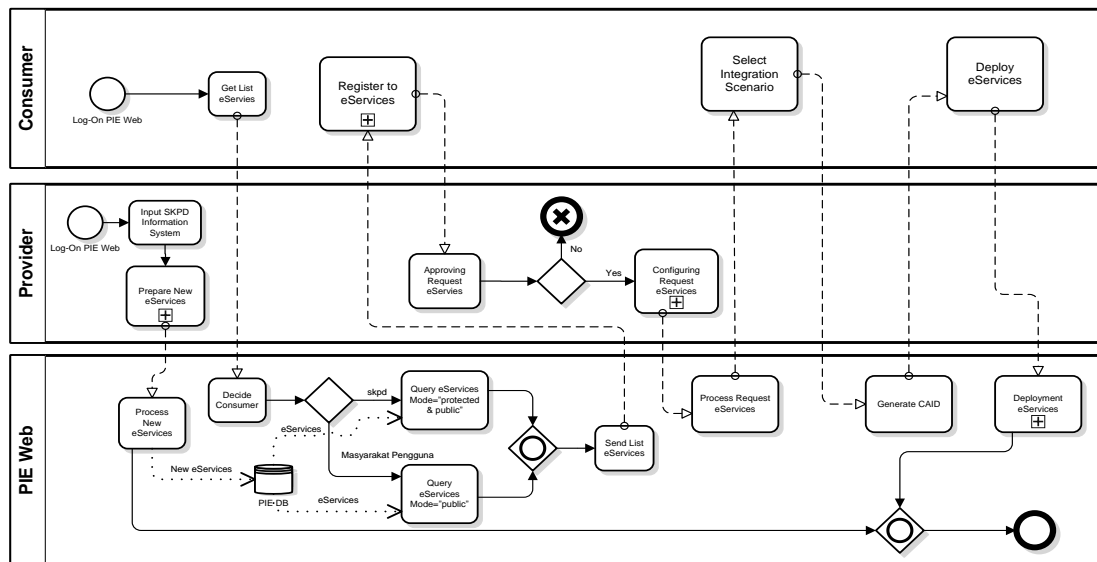 Consumer
Log-On PIE Web
Get List
eServies
Register to
eServices
Select
Integration
Scenario
Deploy
eServices
Provider
Log-On PIE Web
Input SKPD
Information
System
Prepare New
eServices
Approving
Request
eServies
No
Yes
Configuring
Request
eServices
PIE Web
Process
New
eServices
Decide
Consumer
skpd
Query eServices
Mode="protected
& public"
eServices
Masyarakat Pengguna
New eServices
PIE•DB
eServices
Query
eServices
Mode="public"
Send List
eServices
Process Request
eServices
Generate CAID
Deployment
eServices